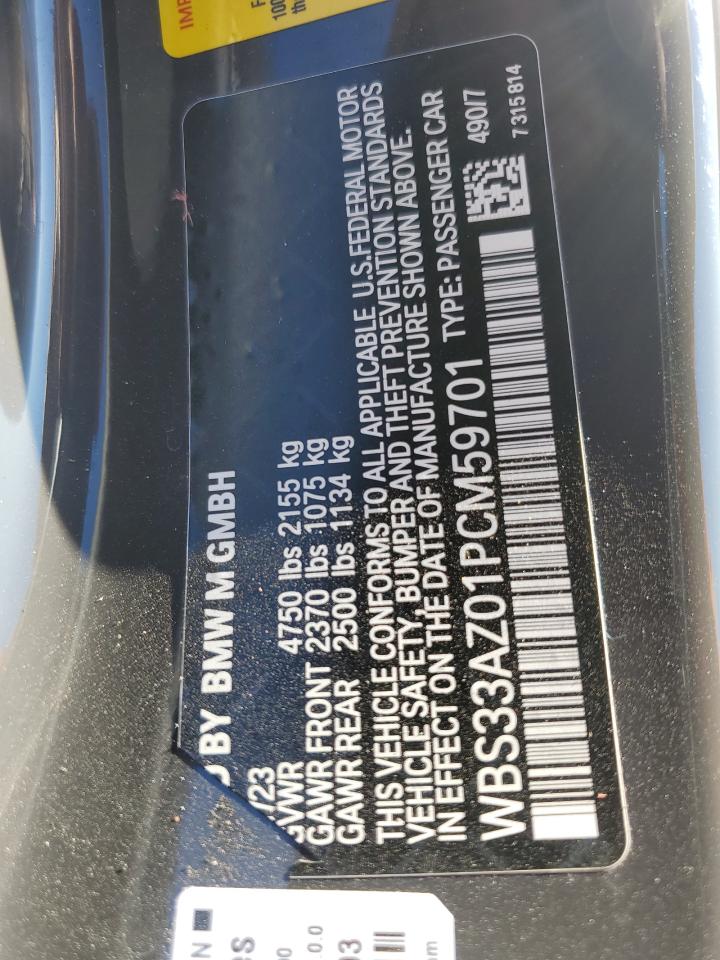 BY BMW M GMBH
/23
GVWR 4750 lbs 2155 kg
GAWR FRONT 2370 lbs 1075 kg
GAWR REAR 2500 lbs 1134 kg
THIS VEHICLE CONFORMS TO ALL APPLICABLE U.S.FEDERAL MOTOR
VEHICLE SAFETY, BUMPER AND THEFT PREVENTION STANDARDS
IN EFFECT ON THE DATE OF MANUFACTURE SHOWN ABOVE.
WBS33AZ01PCM59701 TYPE: PASSENGER CAR
490/7
7315814